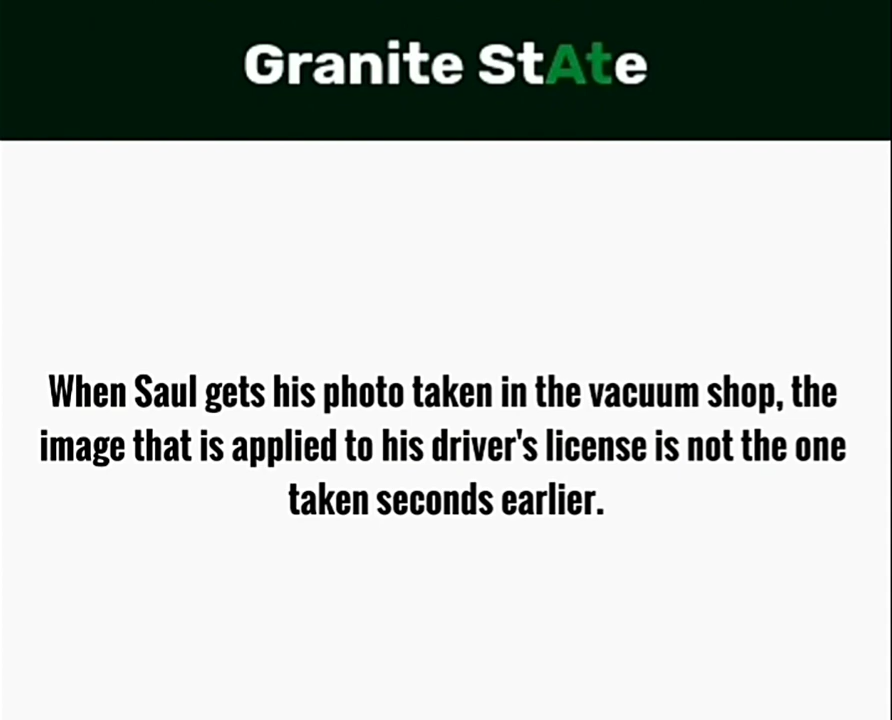 Granite StAte
When Saul gets his photo taken in the vacuum shop, the
image that is applied to his driver's license is not the one
taken seconds earlier.